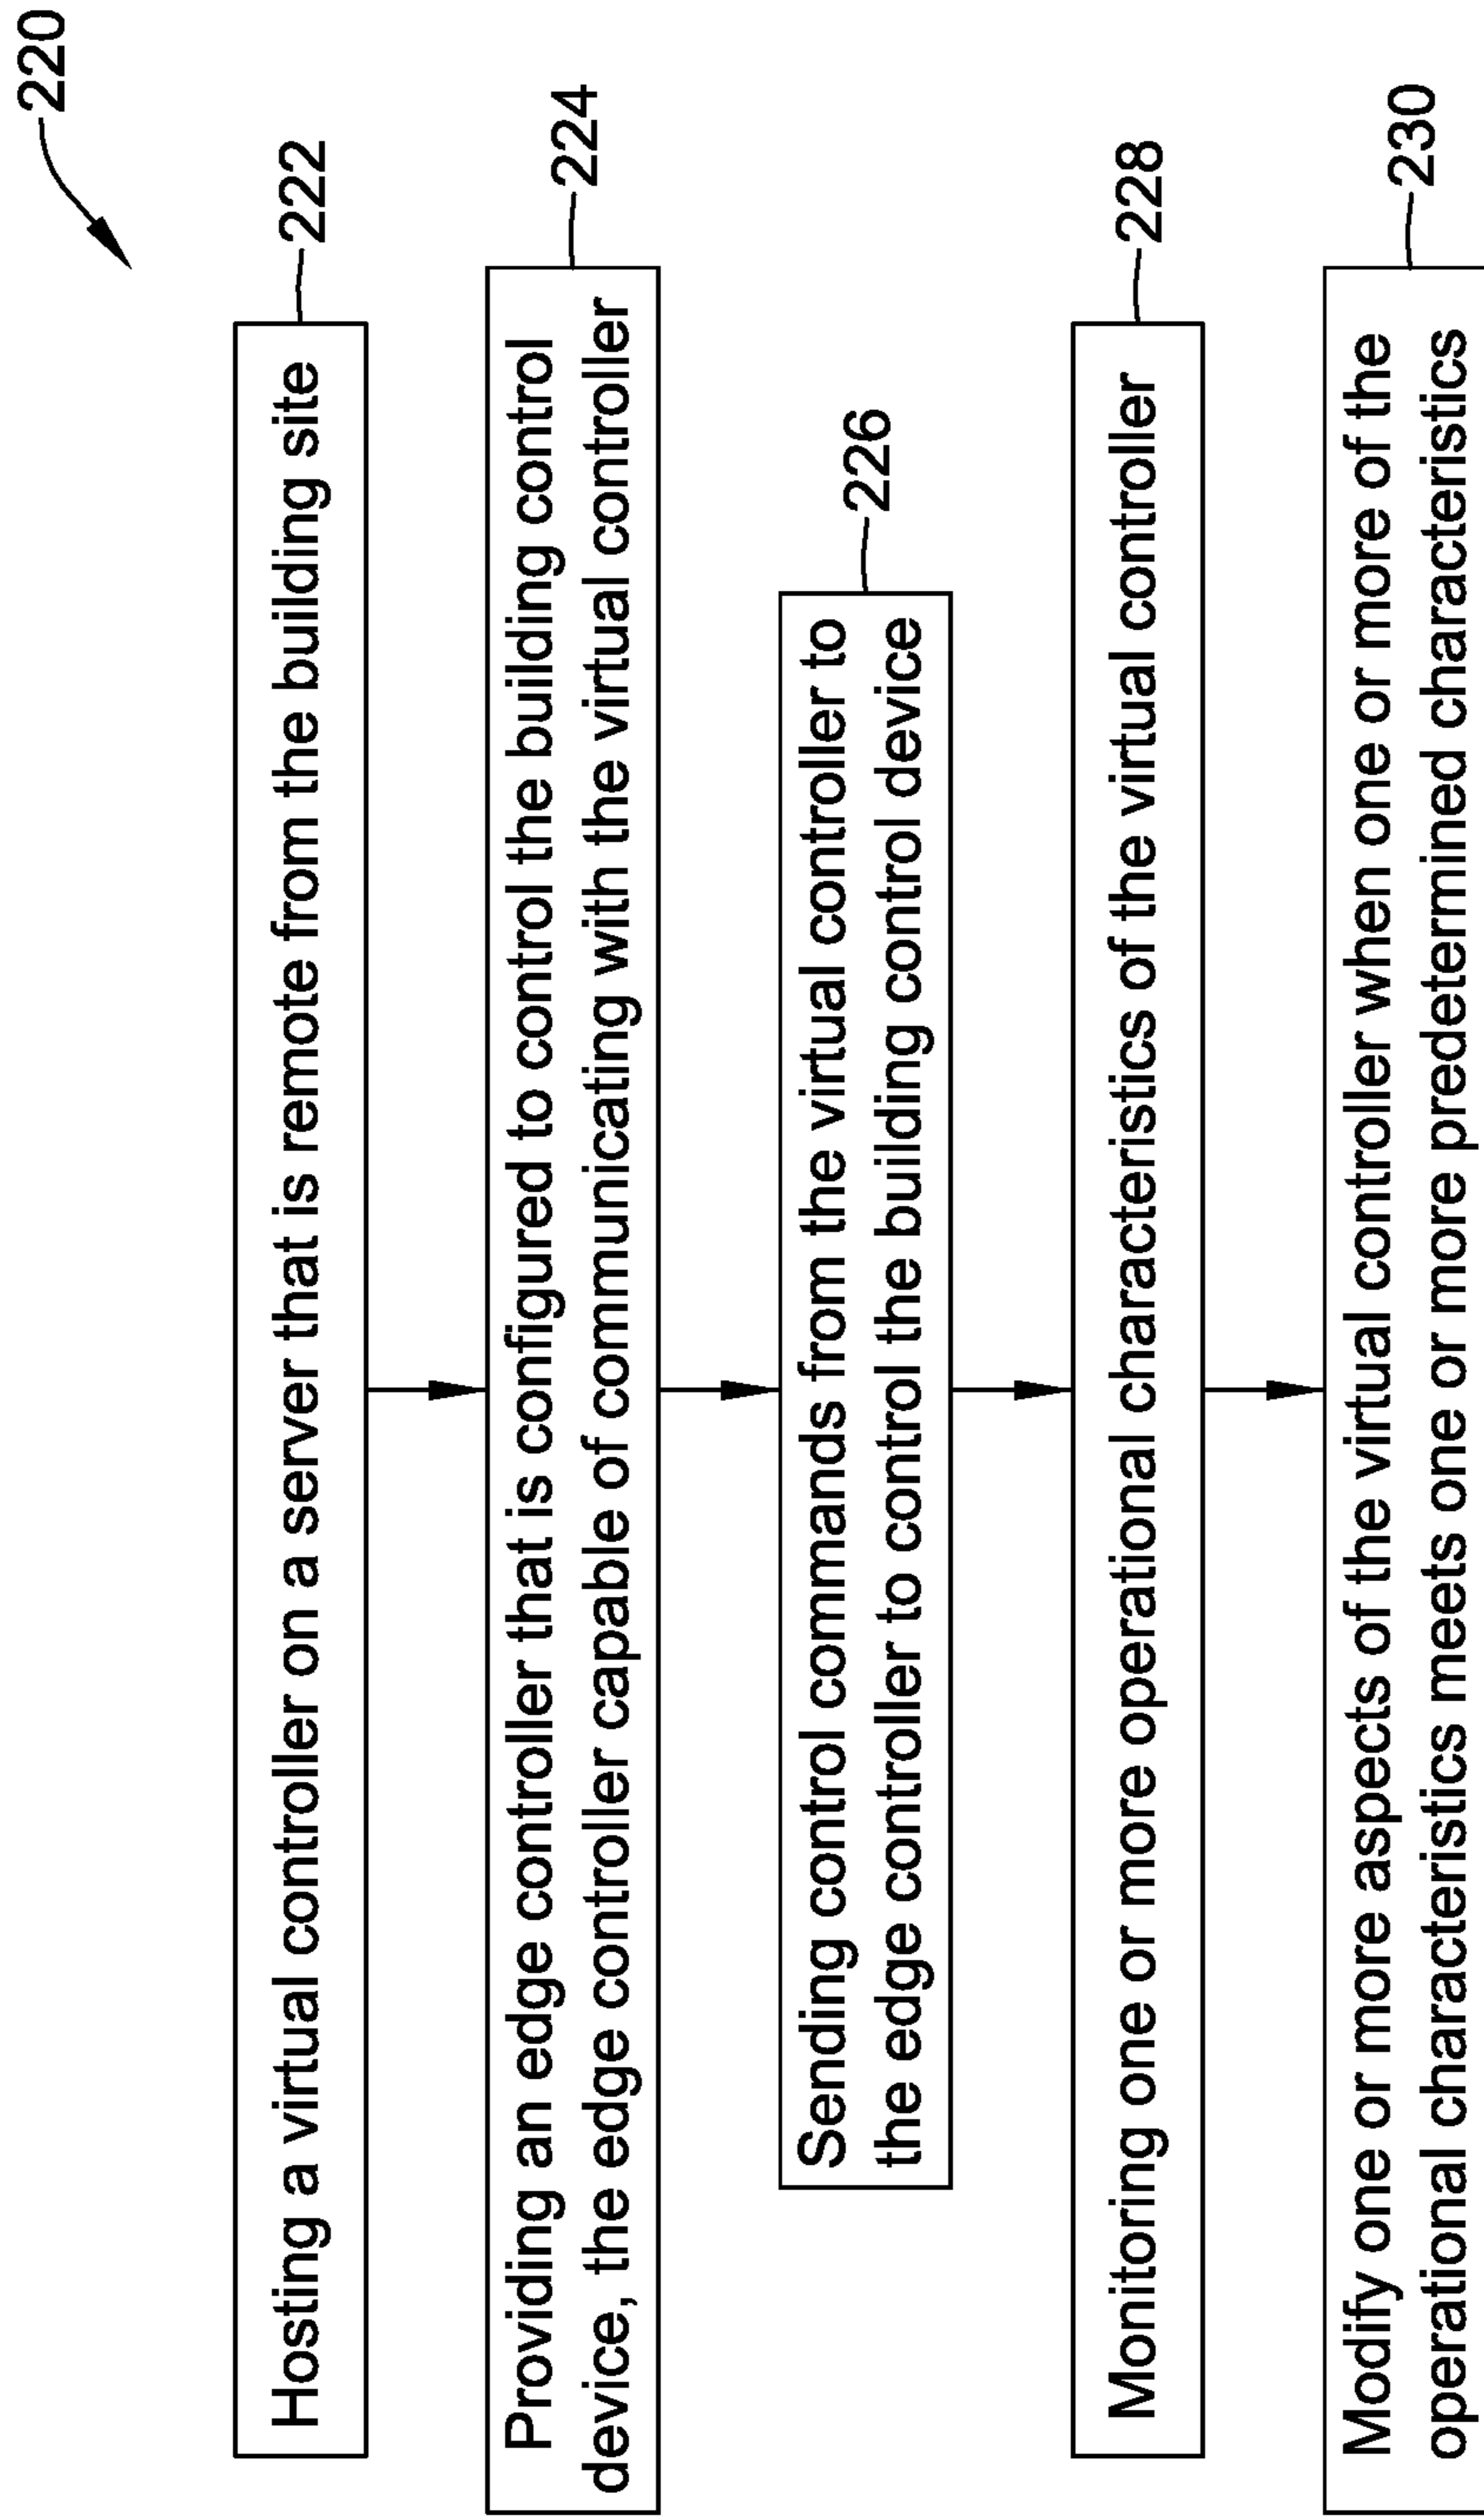 220
Hosting a virtual controller on a server that is remote from the building site
222
Providing an edge controller that is configured to control the building control
device, the edge controller capable of communicating with the virtual controller
224
Sending control commands from the virtual controller to
the edge controller to control the building control device
226
Monitoring one or more operational characteristics of the virtual controller
228
Modify one or more aspects of the virtual controller when one or more of the
operational characteristics meets one or more predetermined characteristics
230